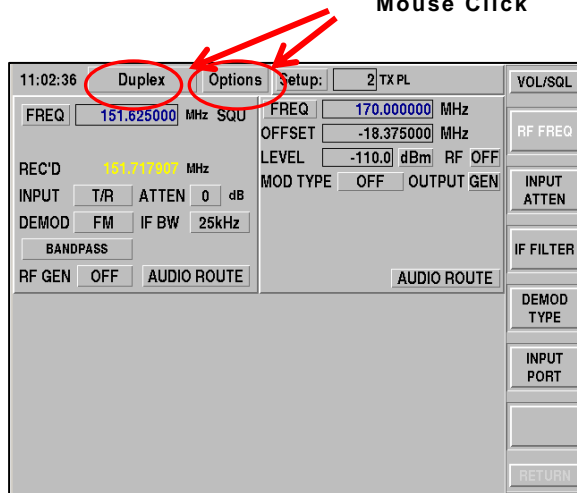 Mouse Click
11:02:36 Duplex Options Setup: 2 TX PL
FREQ 151.625000 MHz SQU
REC'D 151.717907 MHz
INPUT T/R ATTEN 0 dB
DEMOD FM IF BW 25kHz
BANDPASS
RF GEN OFF AUDIO ROUTE
FREQ 170.000000 MHz
OFFSET -18.375000 MHz
LEVEL -110.0 dBm RF OFF
MOD TYPE OFF OUTPUT GEN
AUDIO ROUTE
VOL/SQL
RF FREQ
INPUT
ATTEN
IF FILTER
DEMOD
TYPE
INPUT
PORT
RETURN